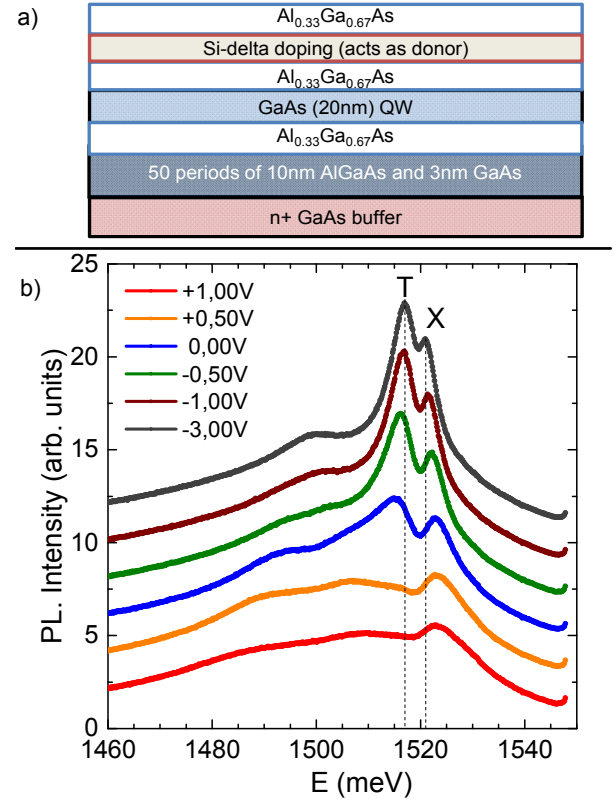 a)
Al₀.₃₃Ga₀.₆₇As
Si-delta doping (acts as donor)
Al₀.₃₃Ga₀.₆₇As
GaAs (20nm) QW
Al₀.₃₃Ga₀.₆₇As
50 periods of 10nm AlGaAs and 3nm GaAs
n+ GaAs buffer
b)
+1,00V
+0,50V
0,00V
-0,50V
-1,00V
-3,00V
T
X
25
20
15
10
5
0
PL. Intensity (arb. units)
1460 1480 1500 1520 1540
E (meV)